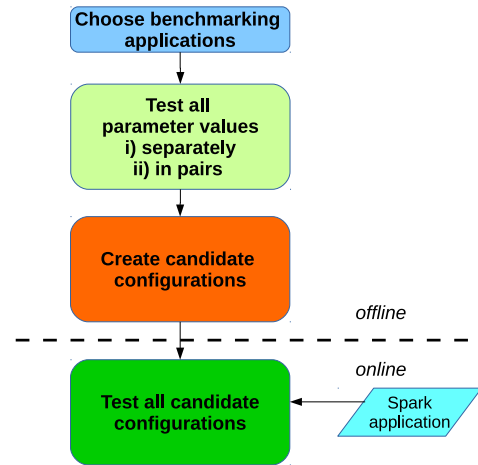 Choose benchmarking
applications
Test all
parameter values
i) separately
ii) in pairs
Create candidate
configurations
offline
online
Test all candidate
configurations
Spark
application